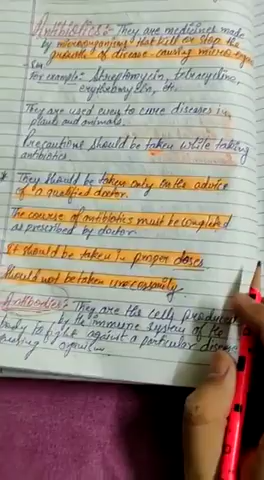 Antibiotics:- They are medicines made
by microorganisms that kill or stop the
growth of disease-causing micro
for example:- Streptomycin, tetracycline,
erythromycin, etc.
They are used even to cure diseases in
plants and animals.
Precautions should be taken while taking
antibiotics.
* They should be taken only on the advice
of a qualified doctor.
The course of antibiotics must be completed
as prescribed by doctor.
It should be taken in proper doses
Should not be taken unnecessarily.
Antibodies:- They are the cells produced
by the immune system of the
body to fight against a particular disease
causing